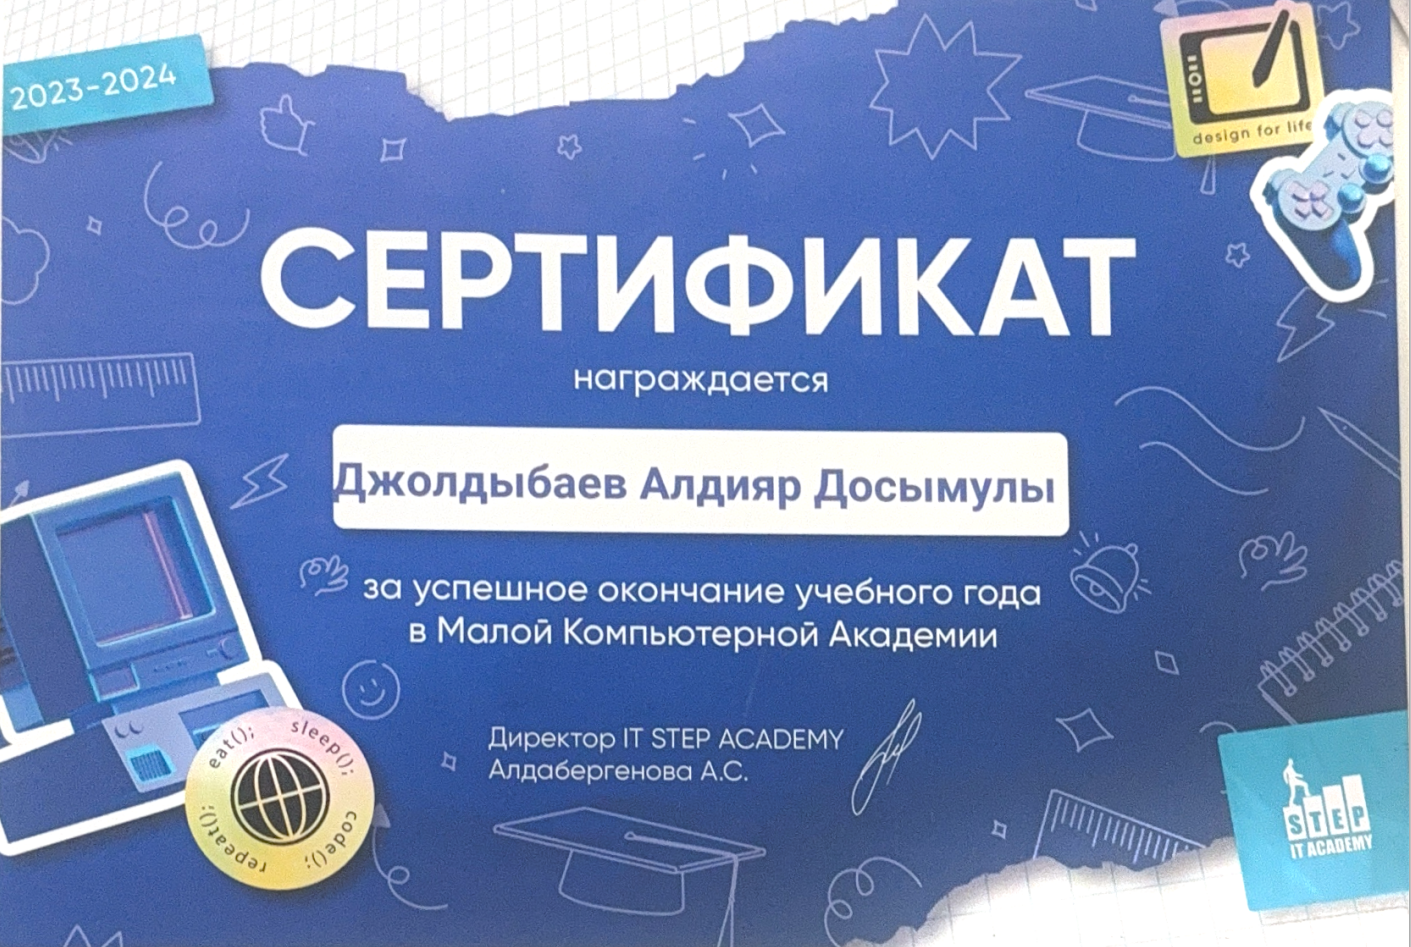 2023-2024
design for life
СЕРТИФИКАТ
награждается
Джолдыбаев Алдияр Досымулы
за успешное окончание учебного года
в Малой Компьютерной Академии
eat(); sleep(); code(); repeat();
Директор IT STEP ACADEMY
Алдабергенова А.С.
STEP
IT ACADEMY